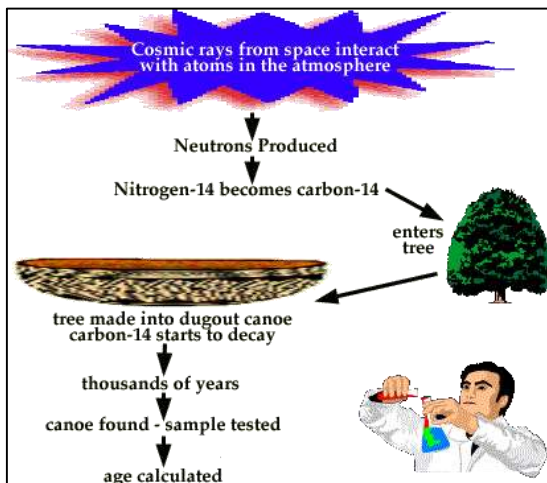 Cosmic rays from space interact
with atoms in the atmosphere
Neutrons Produced
Nitrogen-14 becomes carbon-14
enters
tree
tree made into dugout canoe
carbon-14 starts to decay
thousands of years
canoe found - sample tested
age calculated